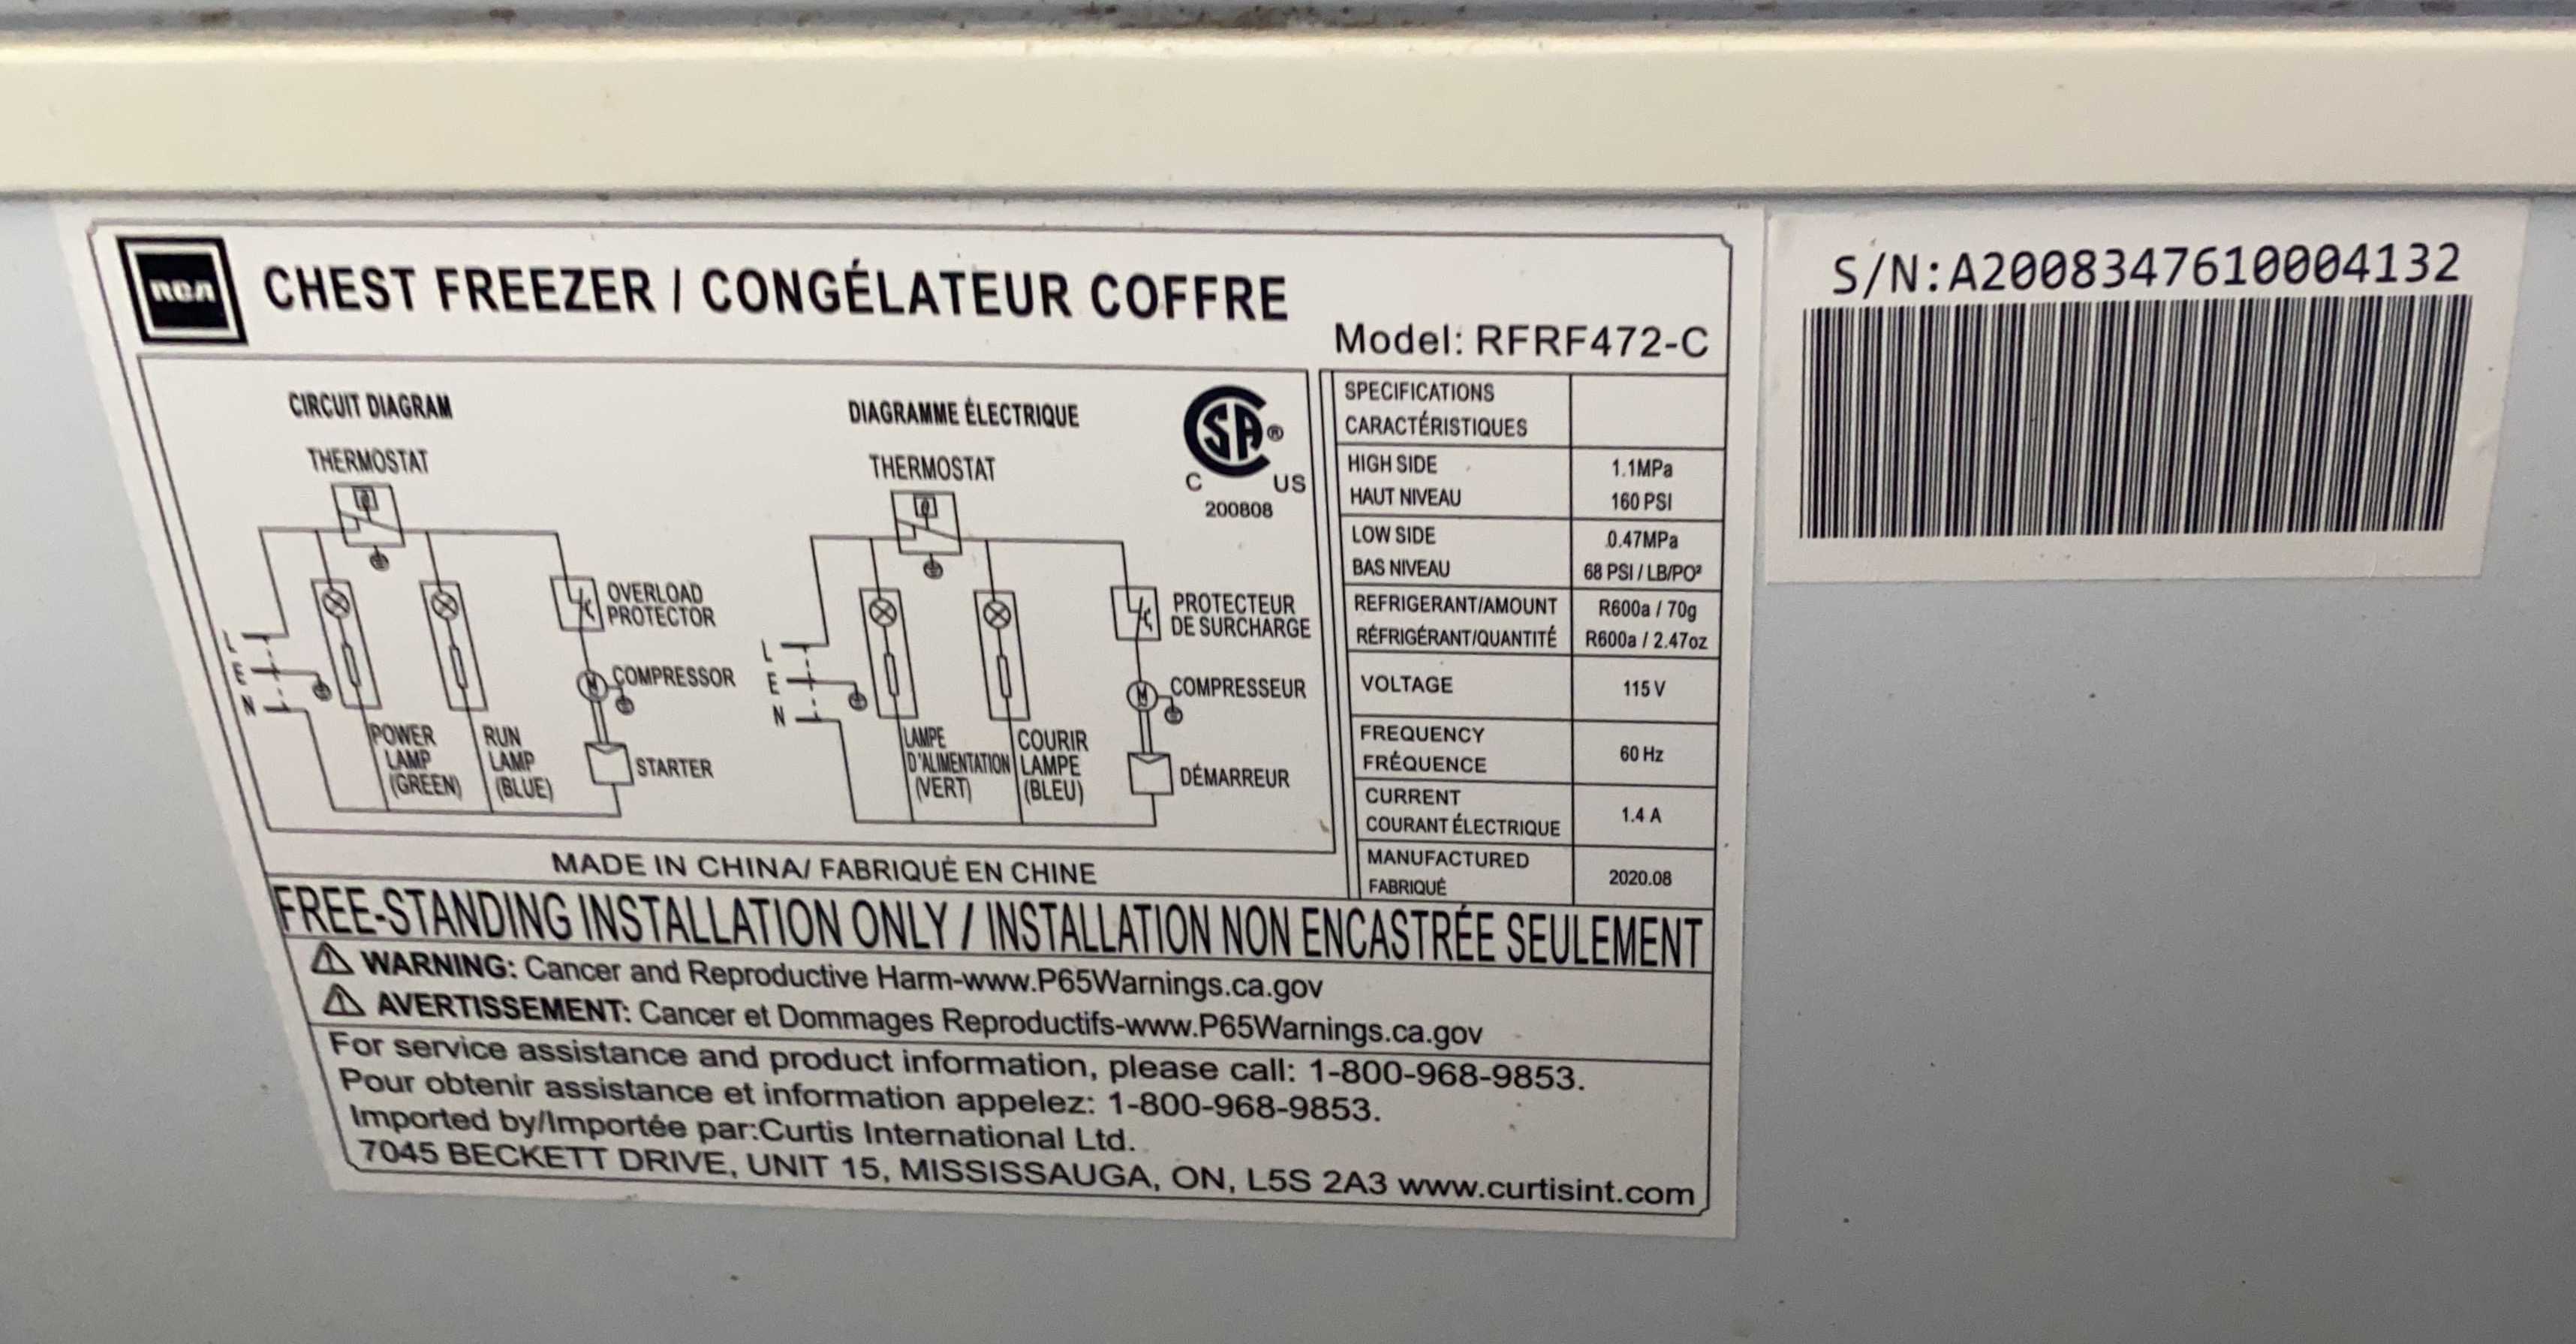 RCA
CHEST FREEZER / CONGÉLATEUR COFFRE
Model: RFRF472-C
S/N:A2008347610004132
CIRCUIT DIAGRAM
THERMOSTAT
OVERLOAD
PROTECTOR
L
E
N
COMPRESSOR
POWER
LAMP
(GREEN)
RUN
LAMP
(BLUE)
STARTER
M
DIAGRAMME ÉLECTRIQUE
THERMOSTAT
PROTECTEUR
DE SURCHARGE
L
E
N
COMPRESSEUR
LAMPE
D'ALIMENTATION
(VERT)
COURIR
LAMPE
(BLEU)
DÉMARREUR
M
SA®
C US
200808
SPECIFICATIONS
CARACTÉRISTIQUES
HIGH SIDE 1.1MPa
HAUT NIVEAU 160 PSI
LOW SIDE 0.47MPa
BAS NIVEAU 68 PSI / LB/PO²
REFRIGERANT/AMOUNT R600a / 70g
RÉFRIGÉRANT/QUANTITÉ R600a / 2.47oz
VOLTAGE 115 V
FREQUENCY
FRÉQUENCE 60 Hz
CURRENT
COURANT ÉLECTRIQUE 1.4 A
MANUFACTURED
FABRIQUÉ 2020.08
MADE IN CHINA/ FABRIQUÉ EN CHINE
FREE-STANDING INSTALLATION ONLY / INSTALLATION NON ENCASTRÉE SEULEMENT
⚠ WARNING: Cancer and Reproductive Harm-www.P65Warnings.ca.gov
⚠ AVERTISSEMENT: Cancer et Dommages Reproductifs-www.P65Warnings.ca.gov
For service assistance and product information, please call: 1-800-968-9853.
Pour obtenir assistance et information appelez: 1-800-968-9853.
Imported by/Importée par:Curtis International Ltd.
7045 BECKETT DRIVE, UNIT 15, MISSISSAUGA, ON, L5S 2A3 www.curtisint.com